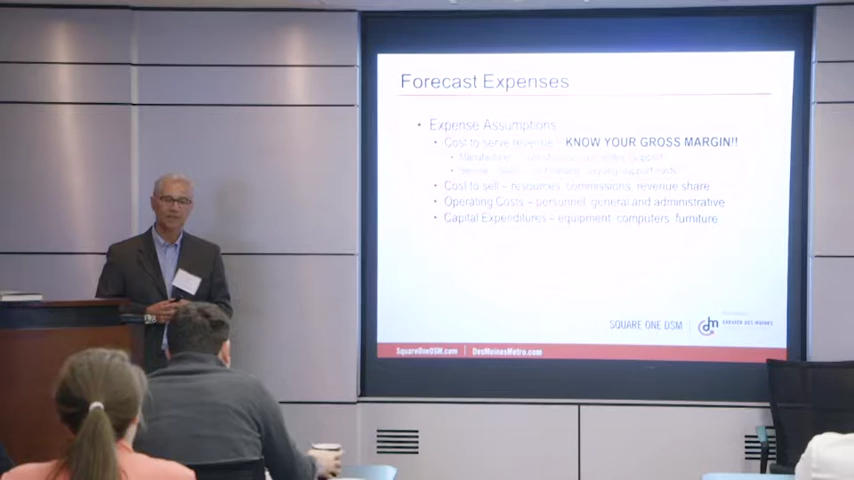 Forecast Expenses
• Expense Assumptions
• Cost to serve revenue – KNOW YOUR GROSS MARGIN!!
• Cost to sell – resources, commissions, revenue share
• Operating Costs – personnel, general and administrative
• Capital Expenditures – equipment, computers, furniture
SQUARE ONE DSM
dm
GREATER DES MOINES
SquareOneDSM.com | DesMoinesMetro.com